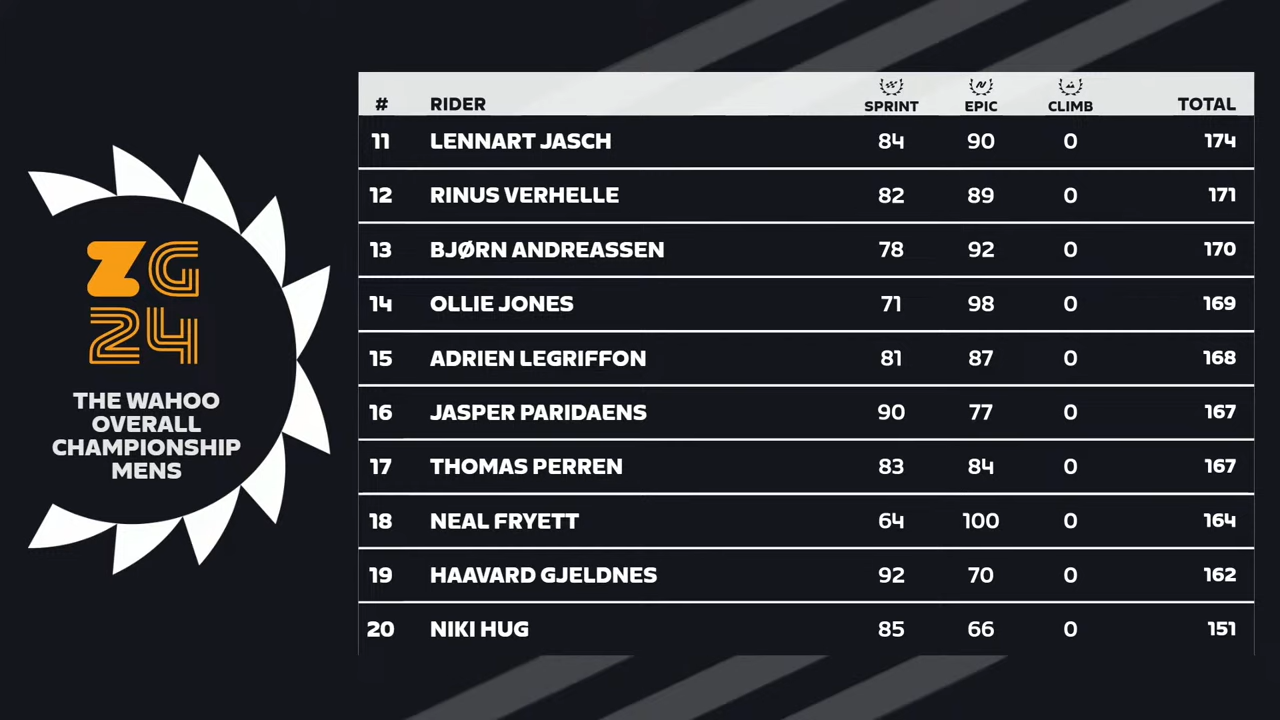 ZG
24
THE WAHOO
OVERALL
CHAMPIONSHIP
MENS
# RIDER SPRINT EPIC CLIMB TOTAL
11 LENNART JASCH 84 90 0 174
12 RINUS VERHELLE 82 89 0 171
13 BJØRN ANDREASSEN 78 92 0 170
14 OLLIE JONES 71 98 0 169
15 ADRIEN LEGRIFFON 81 87 0 168
16 JASPER PARIDAENS 90 77 0 167
17 THOMAS PERREN 83 84 0 167
18 NEAL FRYETT 64 100 0 164
19 HAAVARD GJELDNES 92 70 0 162
20 NIKI HUG 85 66 0 151